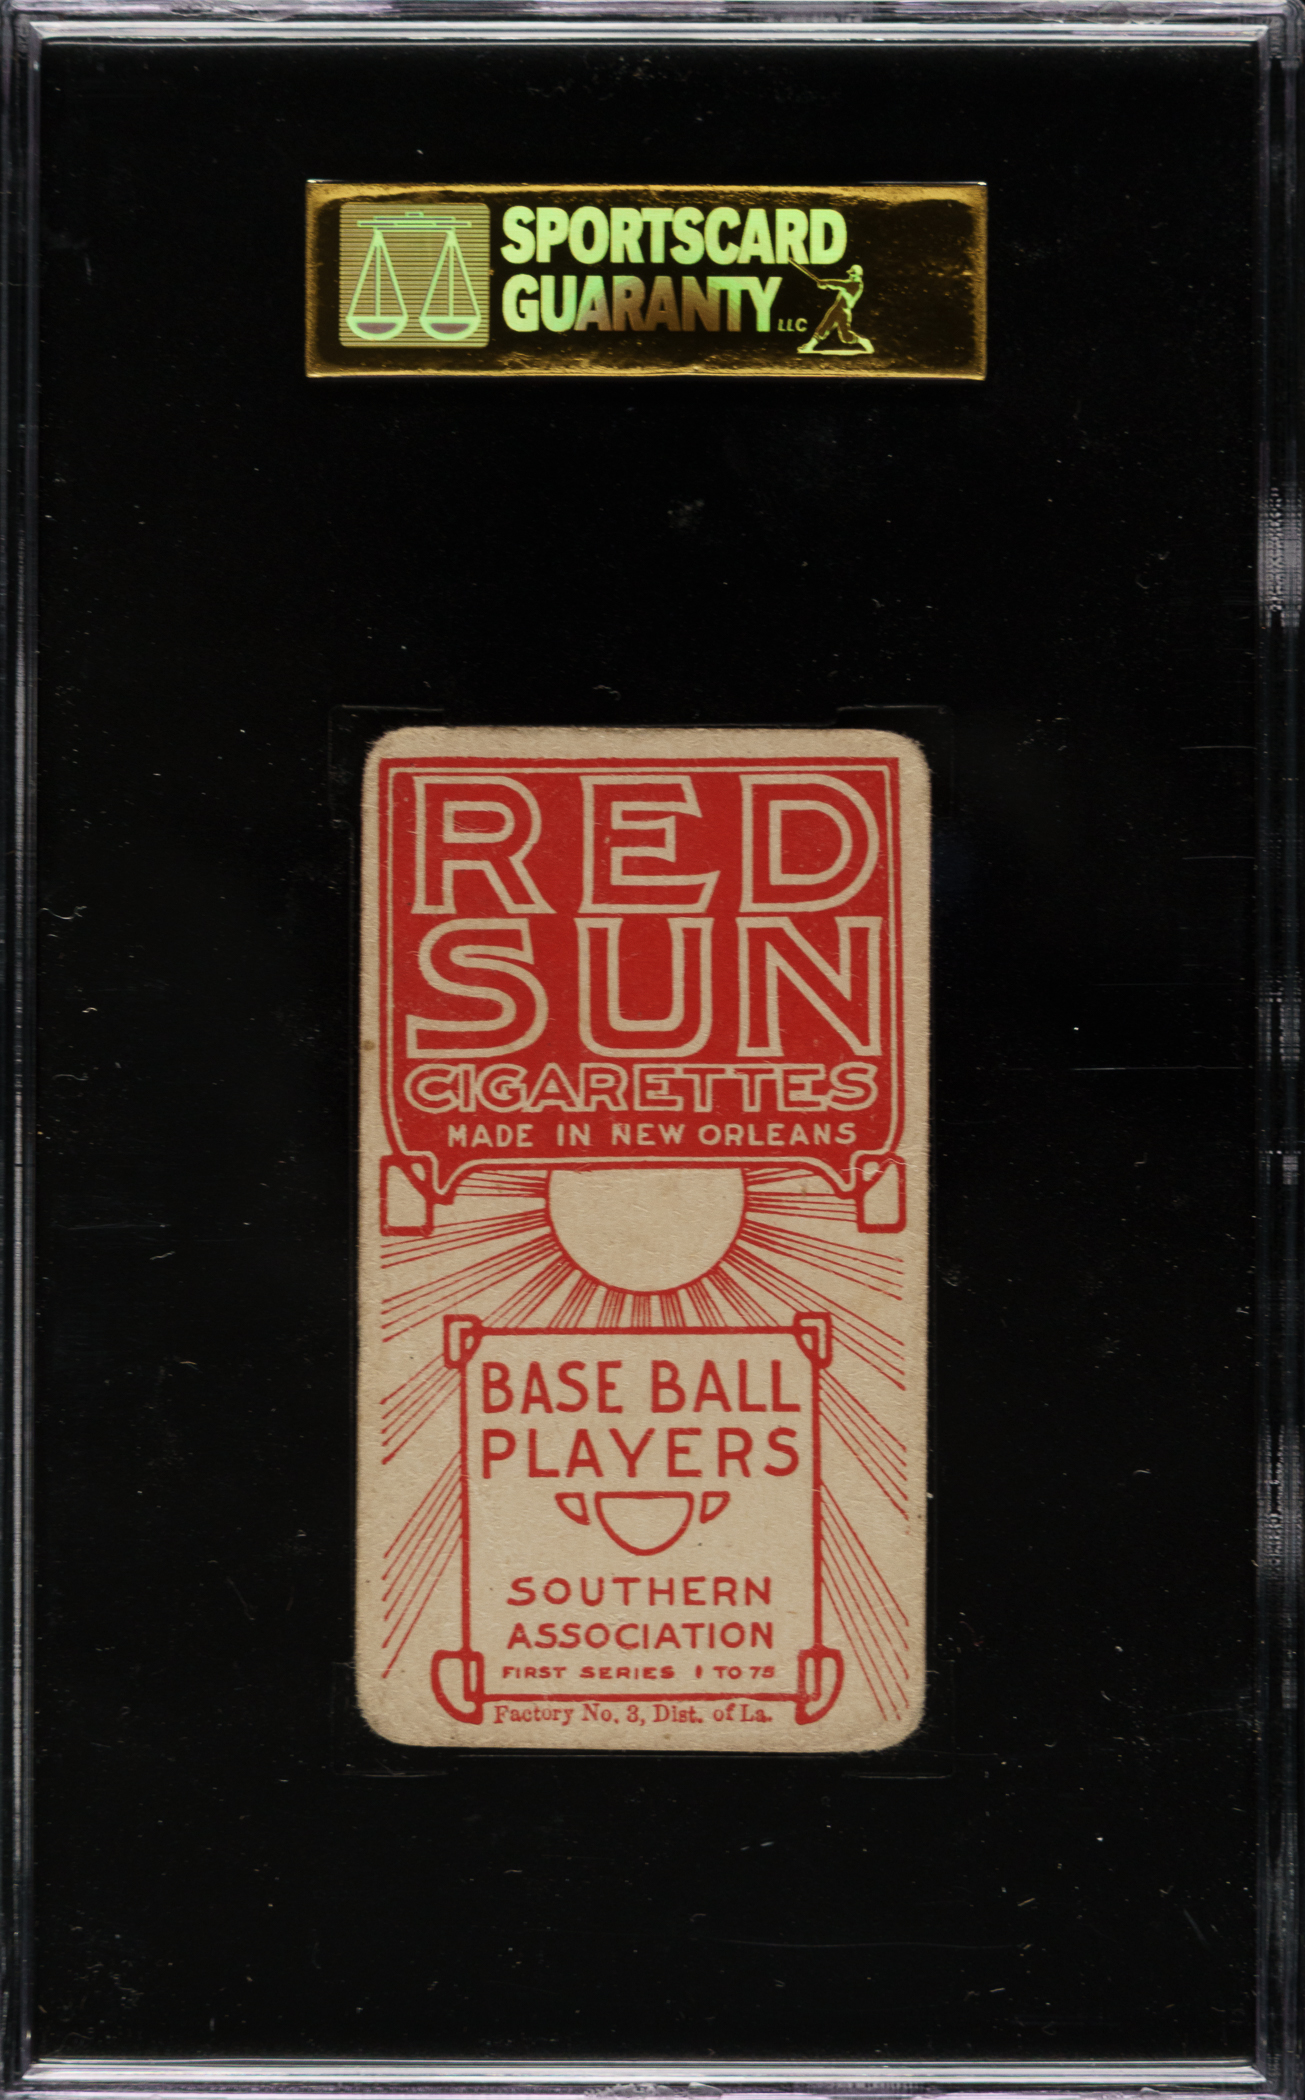 SPORTSCARD
GUARANTY LLC
RED
SUN
CIGARETTES
MADE IN NEW ORLEANS
BASE BALL
PLAYERS
SOUTHERN
ASSOCIATION
FIRST SERIES 1 TO 75
Factory No. 3, Dist. of La.